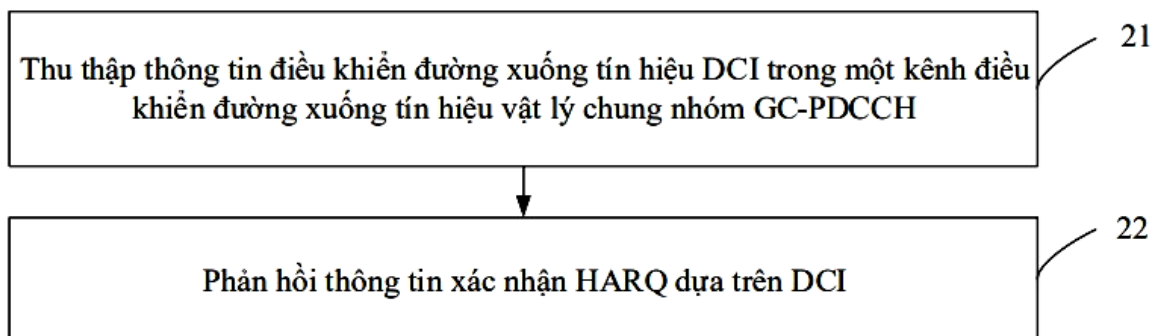 21
Thu thập thông tin điều khiển đường xuống tín hiệu DCI trong một kênh điều
khiển đường xuống tín hiệu vật lý chung nhóm GC-PDCCH
22
Phản hồi thông tin xác nhận HARQ dựa trên DCI